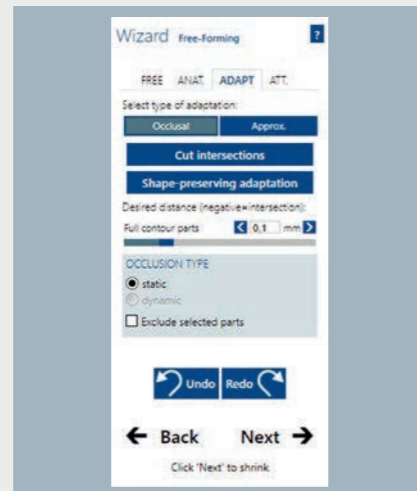 Wizard Free-Forming ?
FREE ANAT. ADAPT ATT.
Select type of adaptation:
Occlusal Approx.
Cut intersections
Shape-preserving adaptation
Desired distance (negative=intersection):
Full contour parts 0,1 mm
OCCLUSION TYPE
static
dynamic
Exclude selected parts
Undo Redo
Back Next
Click 'Next' to shrink